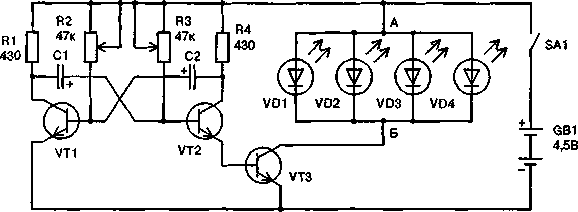 R1
430
R2
47к
R3
47к
R4
430
C1
+
C2
+
А
SA1
VD1
VD2
VD3
VD4
Б
VT1
VT2
VT3
+
GB1
4,5В
−